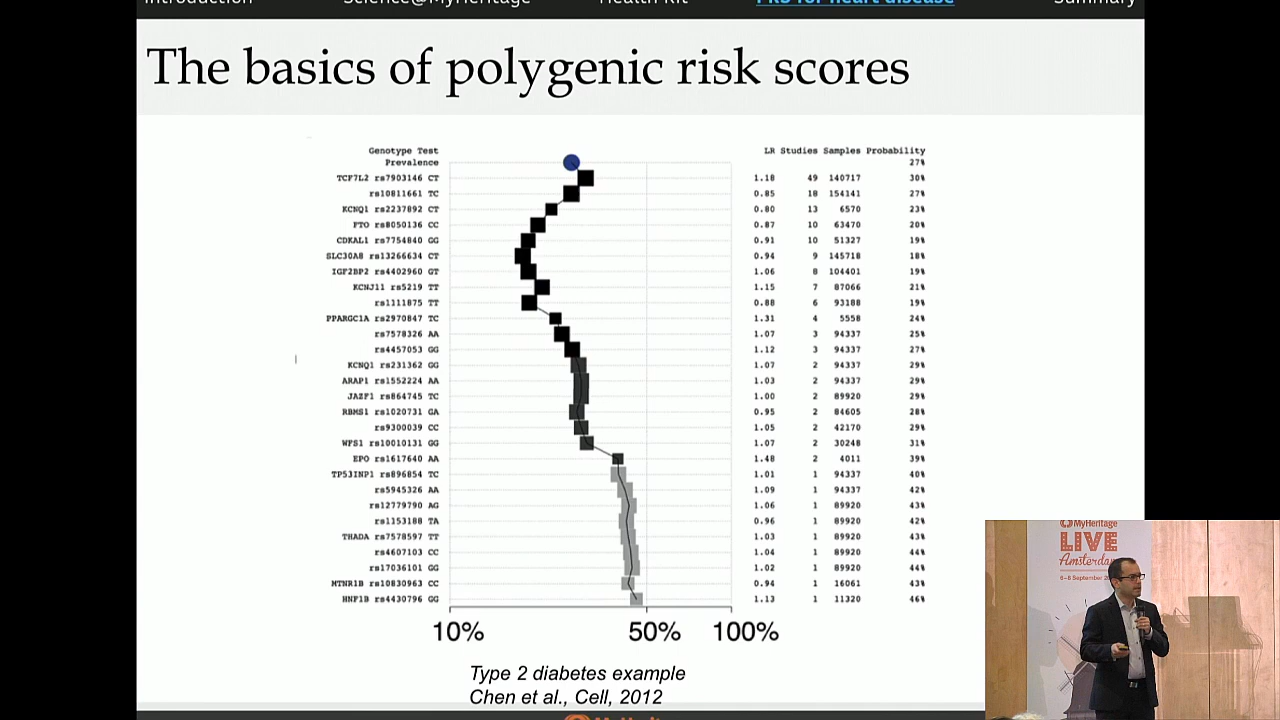 Introduction Science@MyHeritage Health Kit PRS for heart disease Summary
The basics of polygenic risk scores
Genotype Test LR Studies Samples Probability
Prevalence 27%
TCF7L2 rs7903146 CT 1.18 49 140717 30%
rs10811661 TC 0.85 18 154141 27%
KCNQ1 rs2237892 CT 0.80 13 6570 23%
FTO rs8050136 CC 0.87 10 63470 20%
CDKAL1 rs7754840 GG 0.91 10 51327 19%
SLC30A8 rs13266634 CT 0.94 9 145718 18%
IGF2BP2 rs4402960 GT 1.06 8 104401 19%
KCNJ11 rs5219 TT 1.15 7 87066 21%
rs1111875 TT 0.88 6 93188 19%
PPARGC1A rs2970847 TC 1.31 4 5558 24%
rs7578326 AA 1.07 3 94337 25%
rs4457053 GG 1.12 3 94337 27%
KCNQ1 rs231362 GG 1.07 2 94337 29%
ARAP1 rs1552224 AA 1.03 2 94337 29%
JAZF1 rs864745 TC 1.00 2 89920 29%
RBMS1 rs1020731 GA 0.95 2 84605 28%
rs9300039 CC 1.05 2 42170 29%
WFS1 rs10010131 GG 1.07 2 30248 31%
EPO rs1617640 AA 1.48 2 4011 39%
TP53INP1 rs896854 TC 1.01 1 94337 40%
rs5945326 AA 1.09 1 94337 42%
rs12779790 AG 1.06 1 89920 43%
rs1153188 TA 0.96 1 89920 42%
THADA rs7578597 TT 1.03 1 89920 43%
rs4607103 CC 1.04 1 89920 44%
rs17036101 GG 1.02 1 89920 44%
MTNR1B rs10830963 CC 0.94 1 16061 43%
HNF1B rs4430796 GG 1.13 1 11320 46%
10% 50% 100%
Type 2 diabetes example
Chen et al., Cell, 2012
MyHeritage
LIVE
Amsterdam